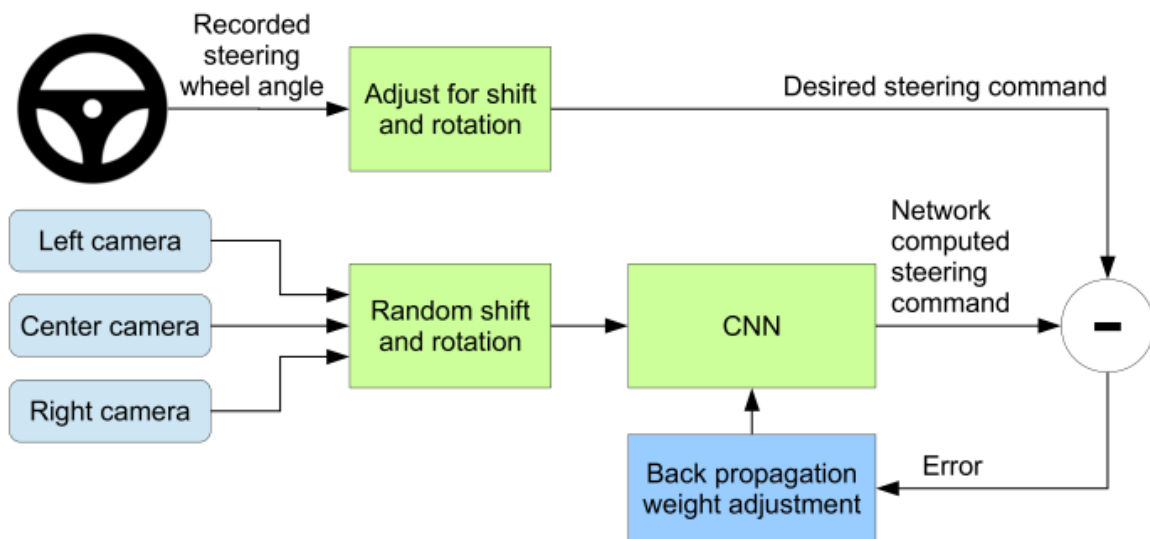 Recorded
steering
wheel angle
Adjust for shift
and rotation
Desired steering command
Left camera
Center camera
Right camera
Random shift
and rotation
CNN
Network
computed
steering
command
-
Back propagation
weight adjustment
Error